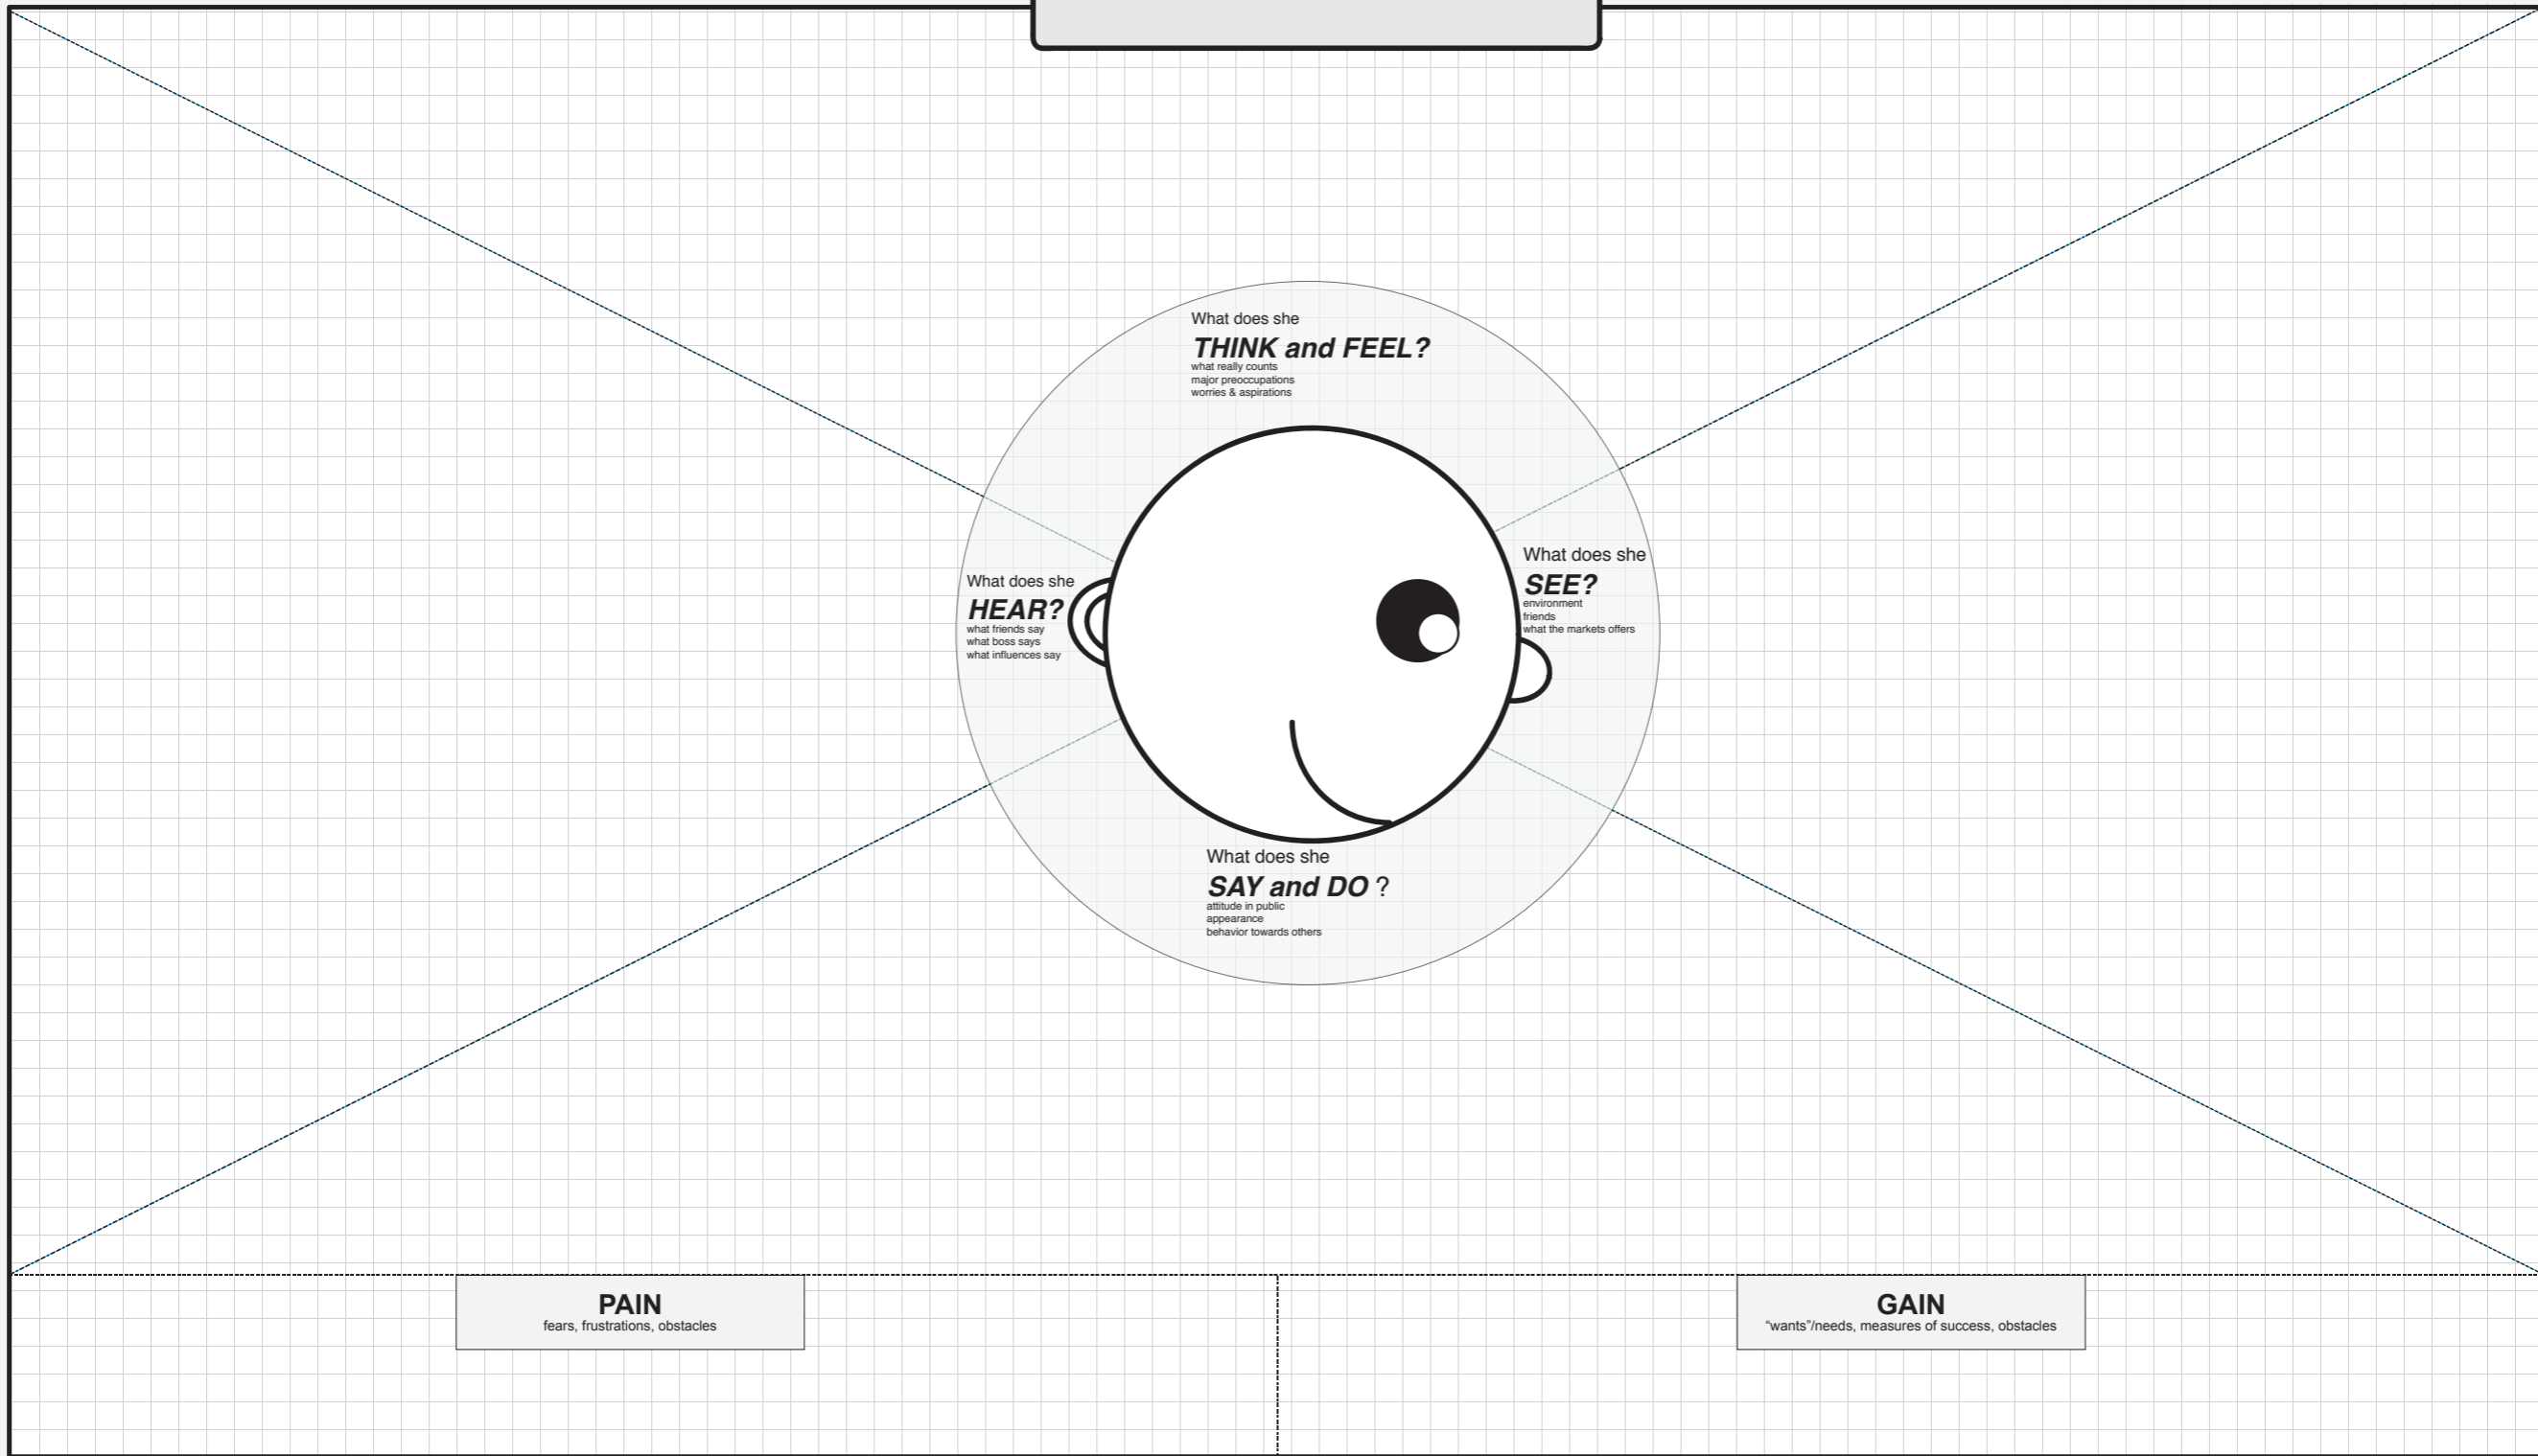 What does she
THINK and FEEL?
what really counts
major preoccupations
worries & aspirations
What does she
HEAR?
what friends say
what boss says
what influences say
What does she
SEE?
environment
friends
what the markets offers
What does she
SAY and DO ?
attitude in public
appearance
behavior towards others
PAIN
fears, frustrations, obstacles
GAIN
“wants”/needs, measures of success, obstacles